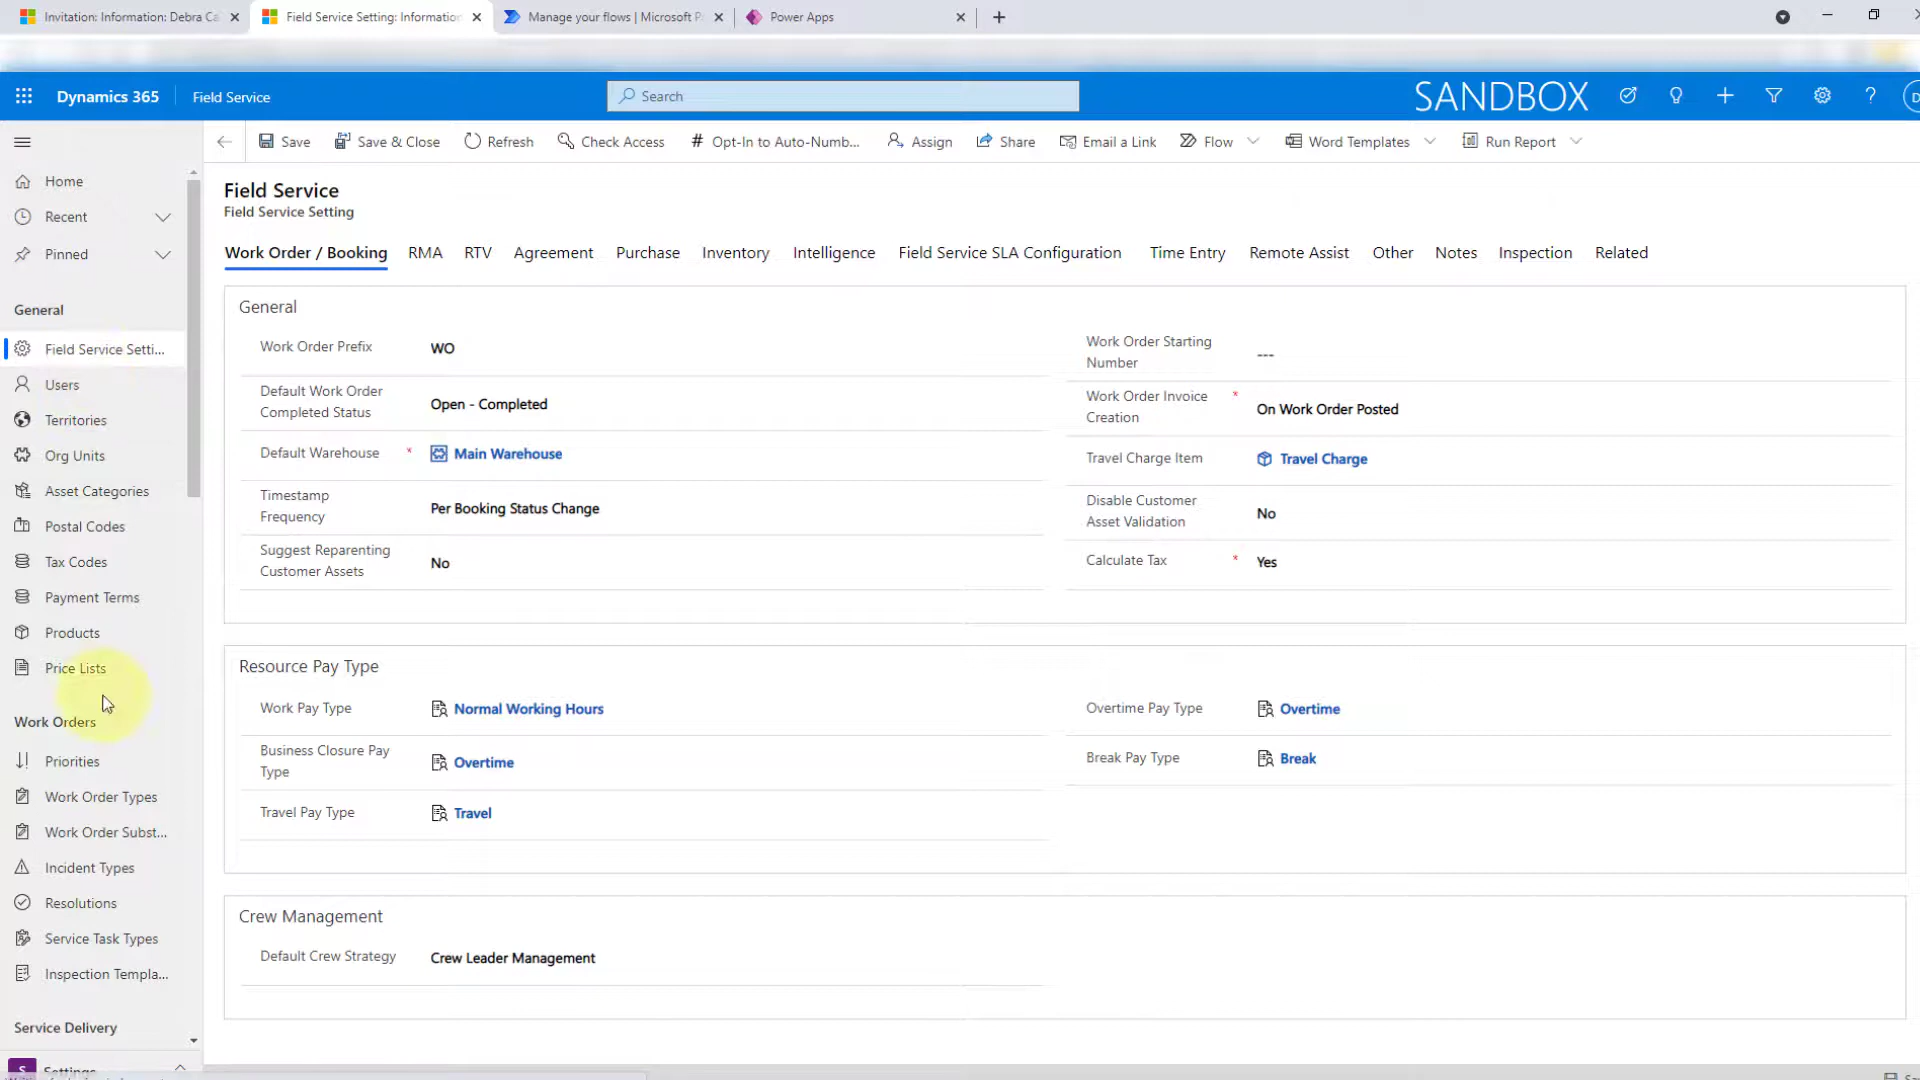 Invitation: Information: Debra Ca
Field Service Setting: Information
Manage your flows | Microsoft P
Power Apps
Dynamics 365
Field Service
Search
SANDBOX
Save
Save & Close
Refresh
Check Access
Opt-In to Auto-Numb...
Assign
Share
Email a Link
Flow
Word Templates
Run Report
Home
Recent
Pinned
General
Field Service Setti...
Users
Territories
Org Units
Asset Categories
Postal Codes
Tax Codes
Payment Terms
Products
Price Lists
Work Orders
Priorities
Work Order Types
Work Order Subst...
Incident Types
Resolutions
Service Task Types
Inspection Templa...
Service Delivery
S
Settings
Field Service
Field Service Setting
Work Order / Booking
RMA
RTV
Agreement
Purchase
Inventory
Intelligence
Field Service SLA Configuration
Time Entry
Remote Assist
Other
Notes
Inspection
Related
General
Work Order Prefix
WO
Default Work Order
Completed Status
Open - Completed
Default Warehouse *
Main Warehouse
Timestamp
Frequency
Per Booking Status Change
Suggest Reparenting
Customer Assets
No
Work Order Starting
Number
---
Work Order Invoice *
Creation
On Work Order Posted
Travel Charge Item
Travel Charge
Disable Customer
Asset Validation
No
Calculate Tax *
Yes
Resource Pay Type
Work Pay Type
Normal Working Hours
Business Closure Pay
Type
Overtime
Travel Pay Type
Travel
Overtime Pay Type
Overtime
Break Pay Type
Break
Crew Management
Default Crew Strategy
Crew Leader Management